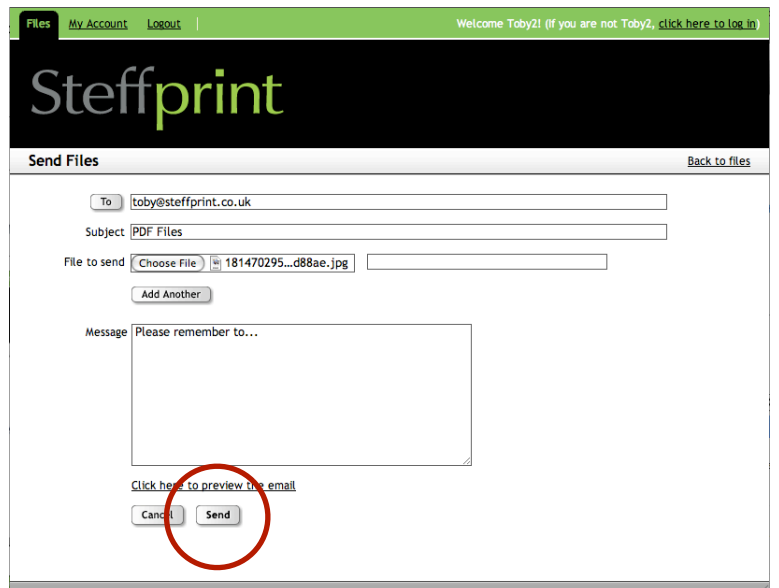 Files My Account Logout Welcome Toby2! (If you are not Toby2, click here to log in)
Steffprint
Send Files Back to files
To toby@steffprint.co.uk
Subject PDF Files
File to send Choose File 181470295...d88ae.jpg
Add Another
Message Please remember to...
Click here to preview the email
Cancel Send